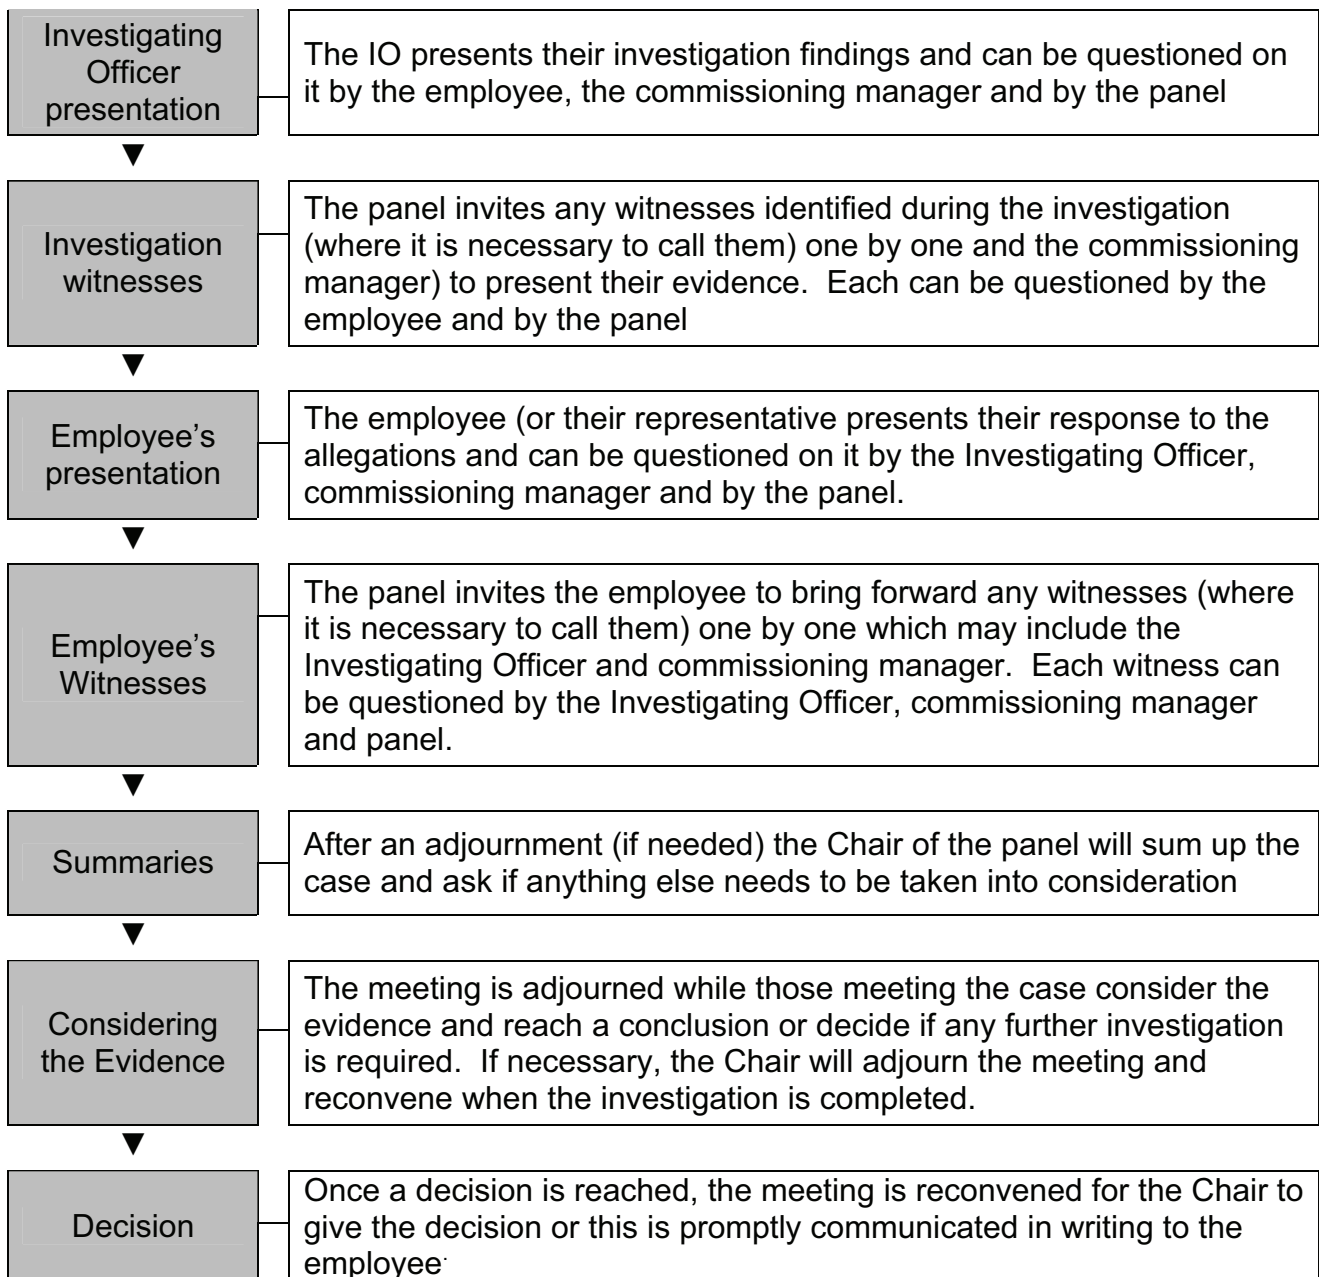 Investigating
Officer
presentation
The IO presents their investigation findings and can be questioned on
it by the employee, the commissioning manager and by the panel
Investigation
witnesses
The panel invites any witnesses identified during the investigation
(where it is necessary to call them) one by one and the commissioning
manager) to present their evidence.  Each can be questioned by the
employee and by the panel
Employee’s
presentation
The employee (or their representative presents their response to the
allegations and can be questioned on it by the Investigating Officer,
commissioning manager and by the panel.
Employee’s
Witnesses
The panel invites the employee to bring forward any witnesses (where
it is necessary to call them) one by one which may include the
Investigating Officer and commissioning manager.  Each witness can
be questioned by the Investigating Officer, commissioning manager
and panel.
Summaries
After an adjournment (if needed) the Chair of the panel will sum up the
case and ask if anything else needs to be taken into consideration
Considering
the Evidence
The meeting is adjourned while those meeting the case consider the
evidence and reach a conclusion or decide if any further investigation
is required.  If necessary, the Chair will adjourn the meeting and
reconvene when the investigation is completed.
Decision
Once a decision is reached, the meeting is reconvened for the Chair to
give the decision or this is promptly communicated in writing to the
employee.